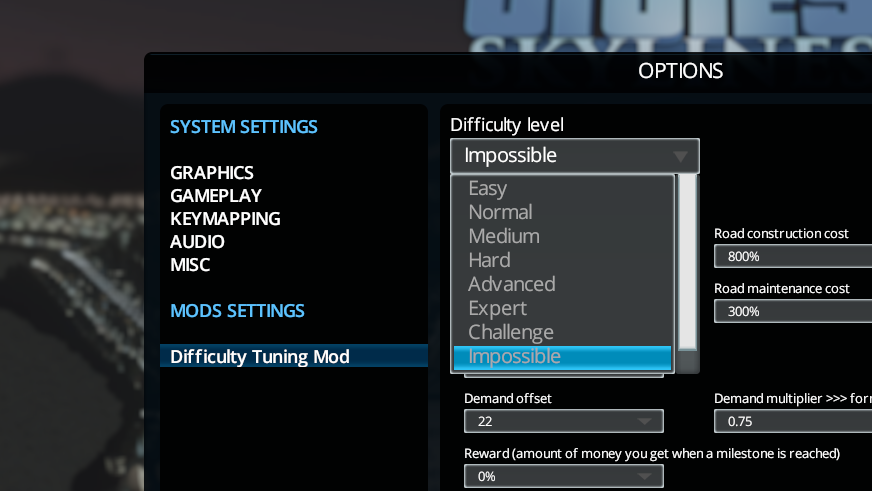 SKYLINES
OPTIONS
SYSTEM SETTINGS
GRAPHICS
GAMEPLAY
KEYMAPPING
AUDIO
MISC
MODS SETTINGS
Difficulty Tuning Mod
Difficulty level
Impossible
Easy
Normal
Medium
Hard
Advanced
Expert
Challenge
Impossible
Road construction cost
800%
Road maintenance cost
300%
Demand offset
22
Demand multiplier >>> for
0.75
Reward (amount of money you get when a milestone is reached)
0%